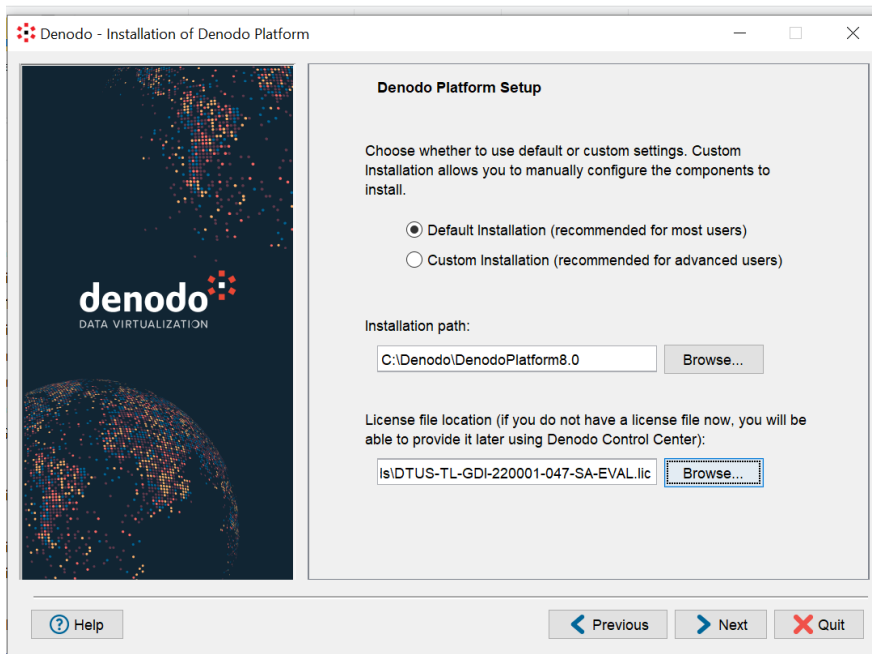 Denodo - Installation of Denodo Platform
denodo
DATA VIRTUALIZATION
Denodo Platform Setup
Choose whether to use default or custom settings. Custom
Installation allows you to manually configure the components to
install.
Default Installation (recommended for most users)
Custom Installation (recommended for advanced users)
Installation path:
C:\Denodo\DenodoPlatform8.0 Browse...
License file location (if you do not have a license file now, you will be
able to provide it later using Denodo Control Center):
ls\DTUS-TL-GDI-220001-047-SA-EVAL.lic Browse...
Help Previous Next Quit